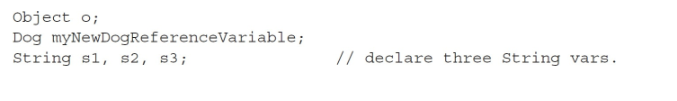 Object o;
Dog myNewDogReferenceVariable;
String s1, s2, s3; // declare three String vars.